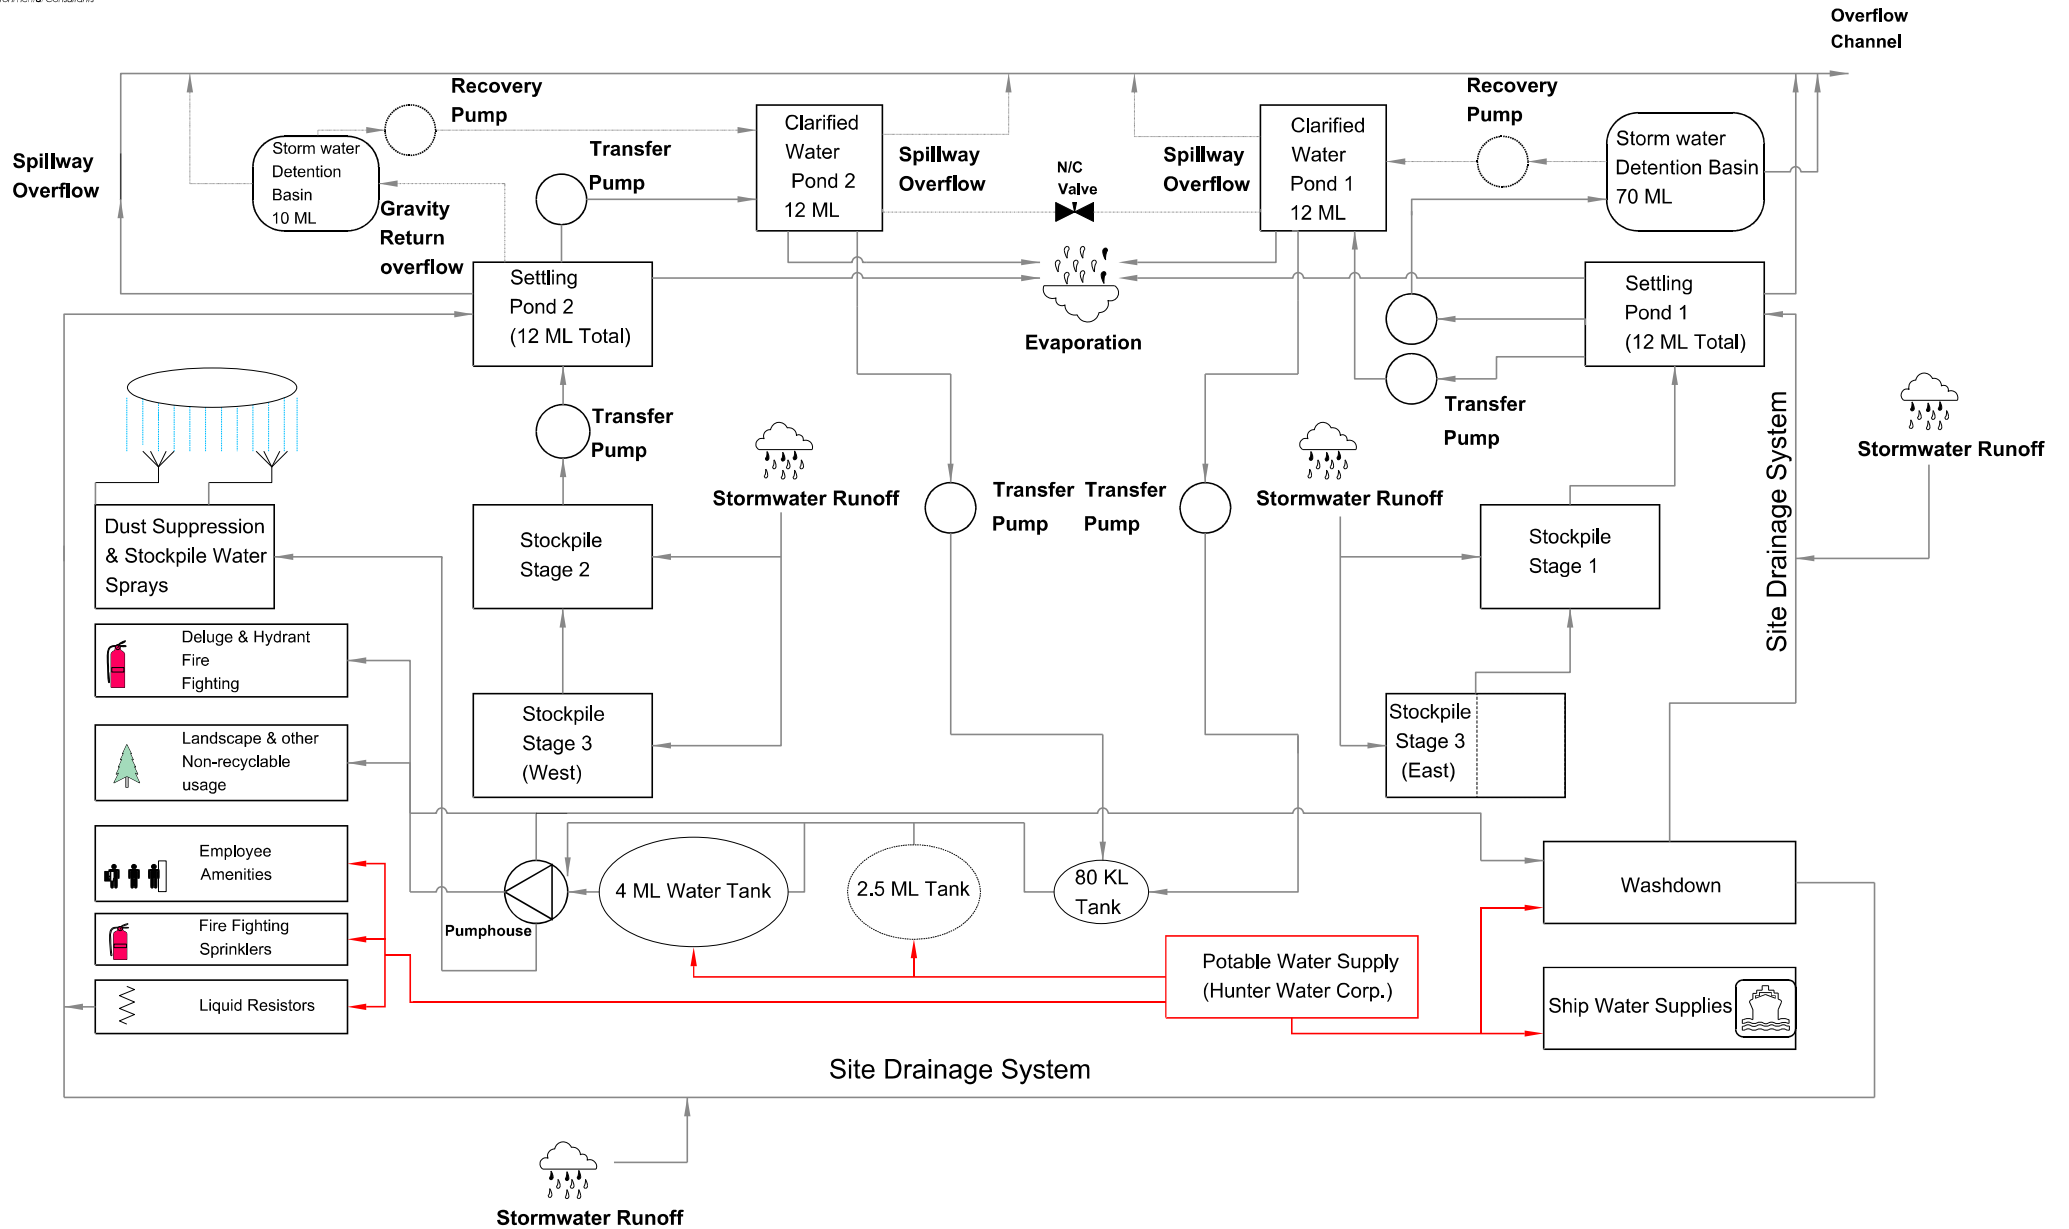 Overflow
Channel
Recovery
Pump
Recovery
Pump
Spillway
Overflow
Storm water
Detention
Basin
10 ML
Transfer
Pump
Clarified
Water
Pond 2
12 ML
Spillway
Overflow
N/C
Valve
Spillway
Overflow
Clarified
Water
Pond 1
12 ML
Storm water
Detention Basin
70 ML
Gravity
Return
overflow
Settling
Pond 2
(12 ML Total)
Evaporation
Settling
Pond 1
(12 ML Total)
Transfer
Pump
Transfer
Pump
Stormwater Runoff
Stormwater Runoff
Stormwater Runoff
Site Drainage System
Transfer
Pump
Transfer
Pump
Dust Suppression
& Stockpile Water
Sprays
Stockpile
Stage 2
Stockpile
Stage 1
Deluge & Hydrant
Fire
Fighting
Landscape & other
Non-recyclable
usage
Stockpile
Stage 3
(West)
Stockpile
Stage 3
(East)
Employee
Amenities
Fire Fighting
Sprinklers
Liquid Resistors
Pumphouse
4 ML Water Tank
2.5 ML Tank
80 KL
Tank
Washdown
Potable Water Supply
(Hunter Water Corp.)
Ship Water Supplies
Site Drainage System
Stormwater Runoff